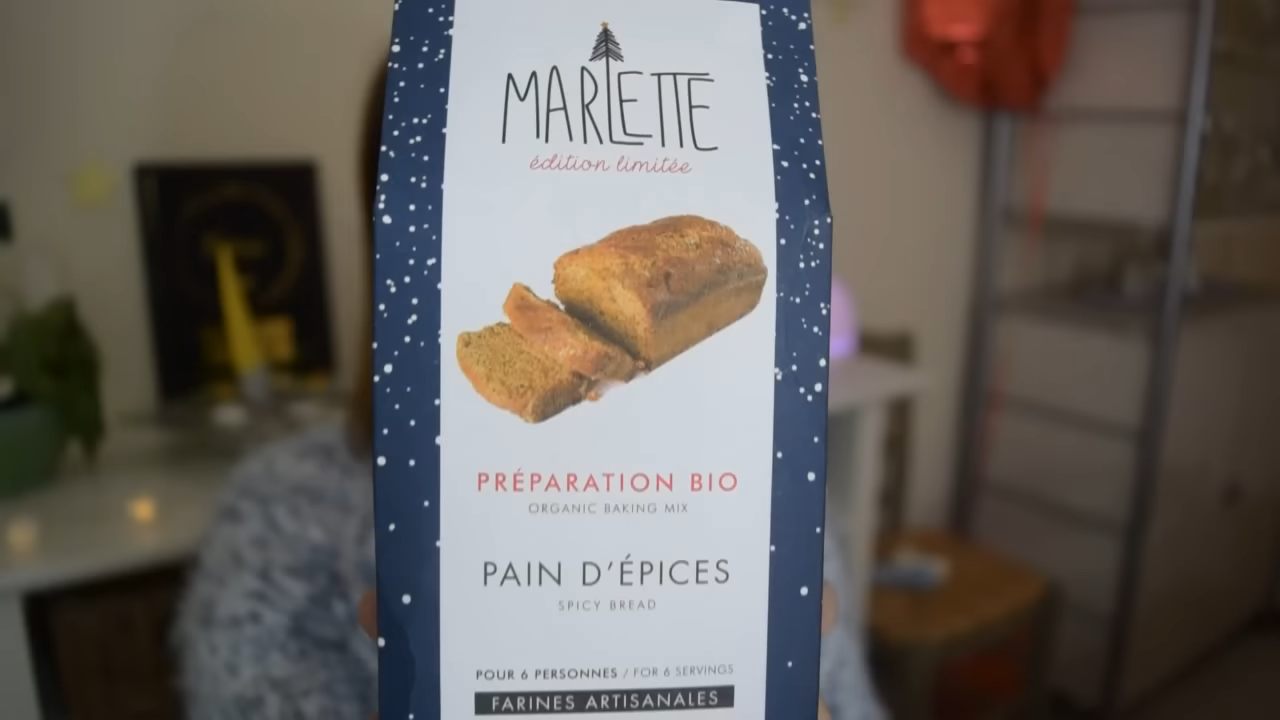 MARLETTE
édition limitée
PRÉPARATION BIO
ORGANIC BAKING MIX
PAIN D'ÉPICES
SPICY BREAD
POUR 6 PERSONNES / FOR 6 SERVINGS
FARINES ARTISANALES